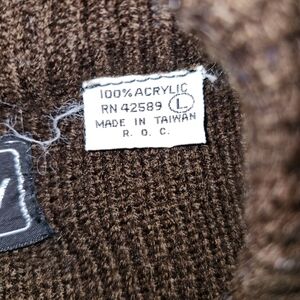 100% ACRYLIC
RN 42589 L
MADE IN TAIWAN
R. O. C.